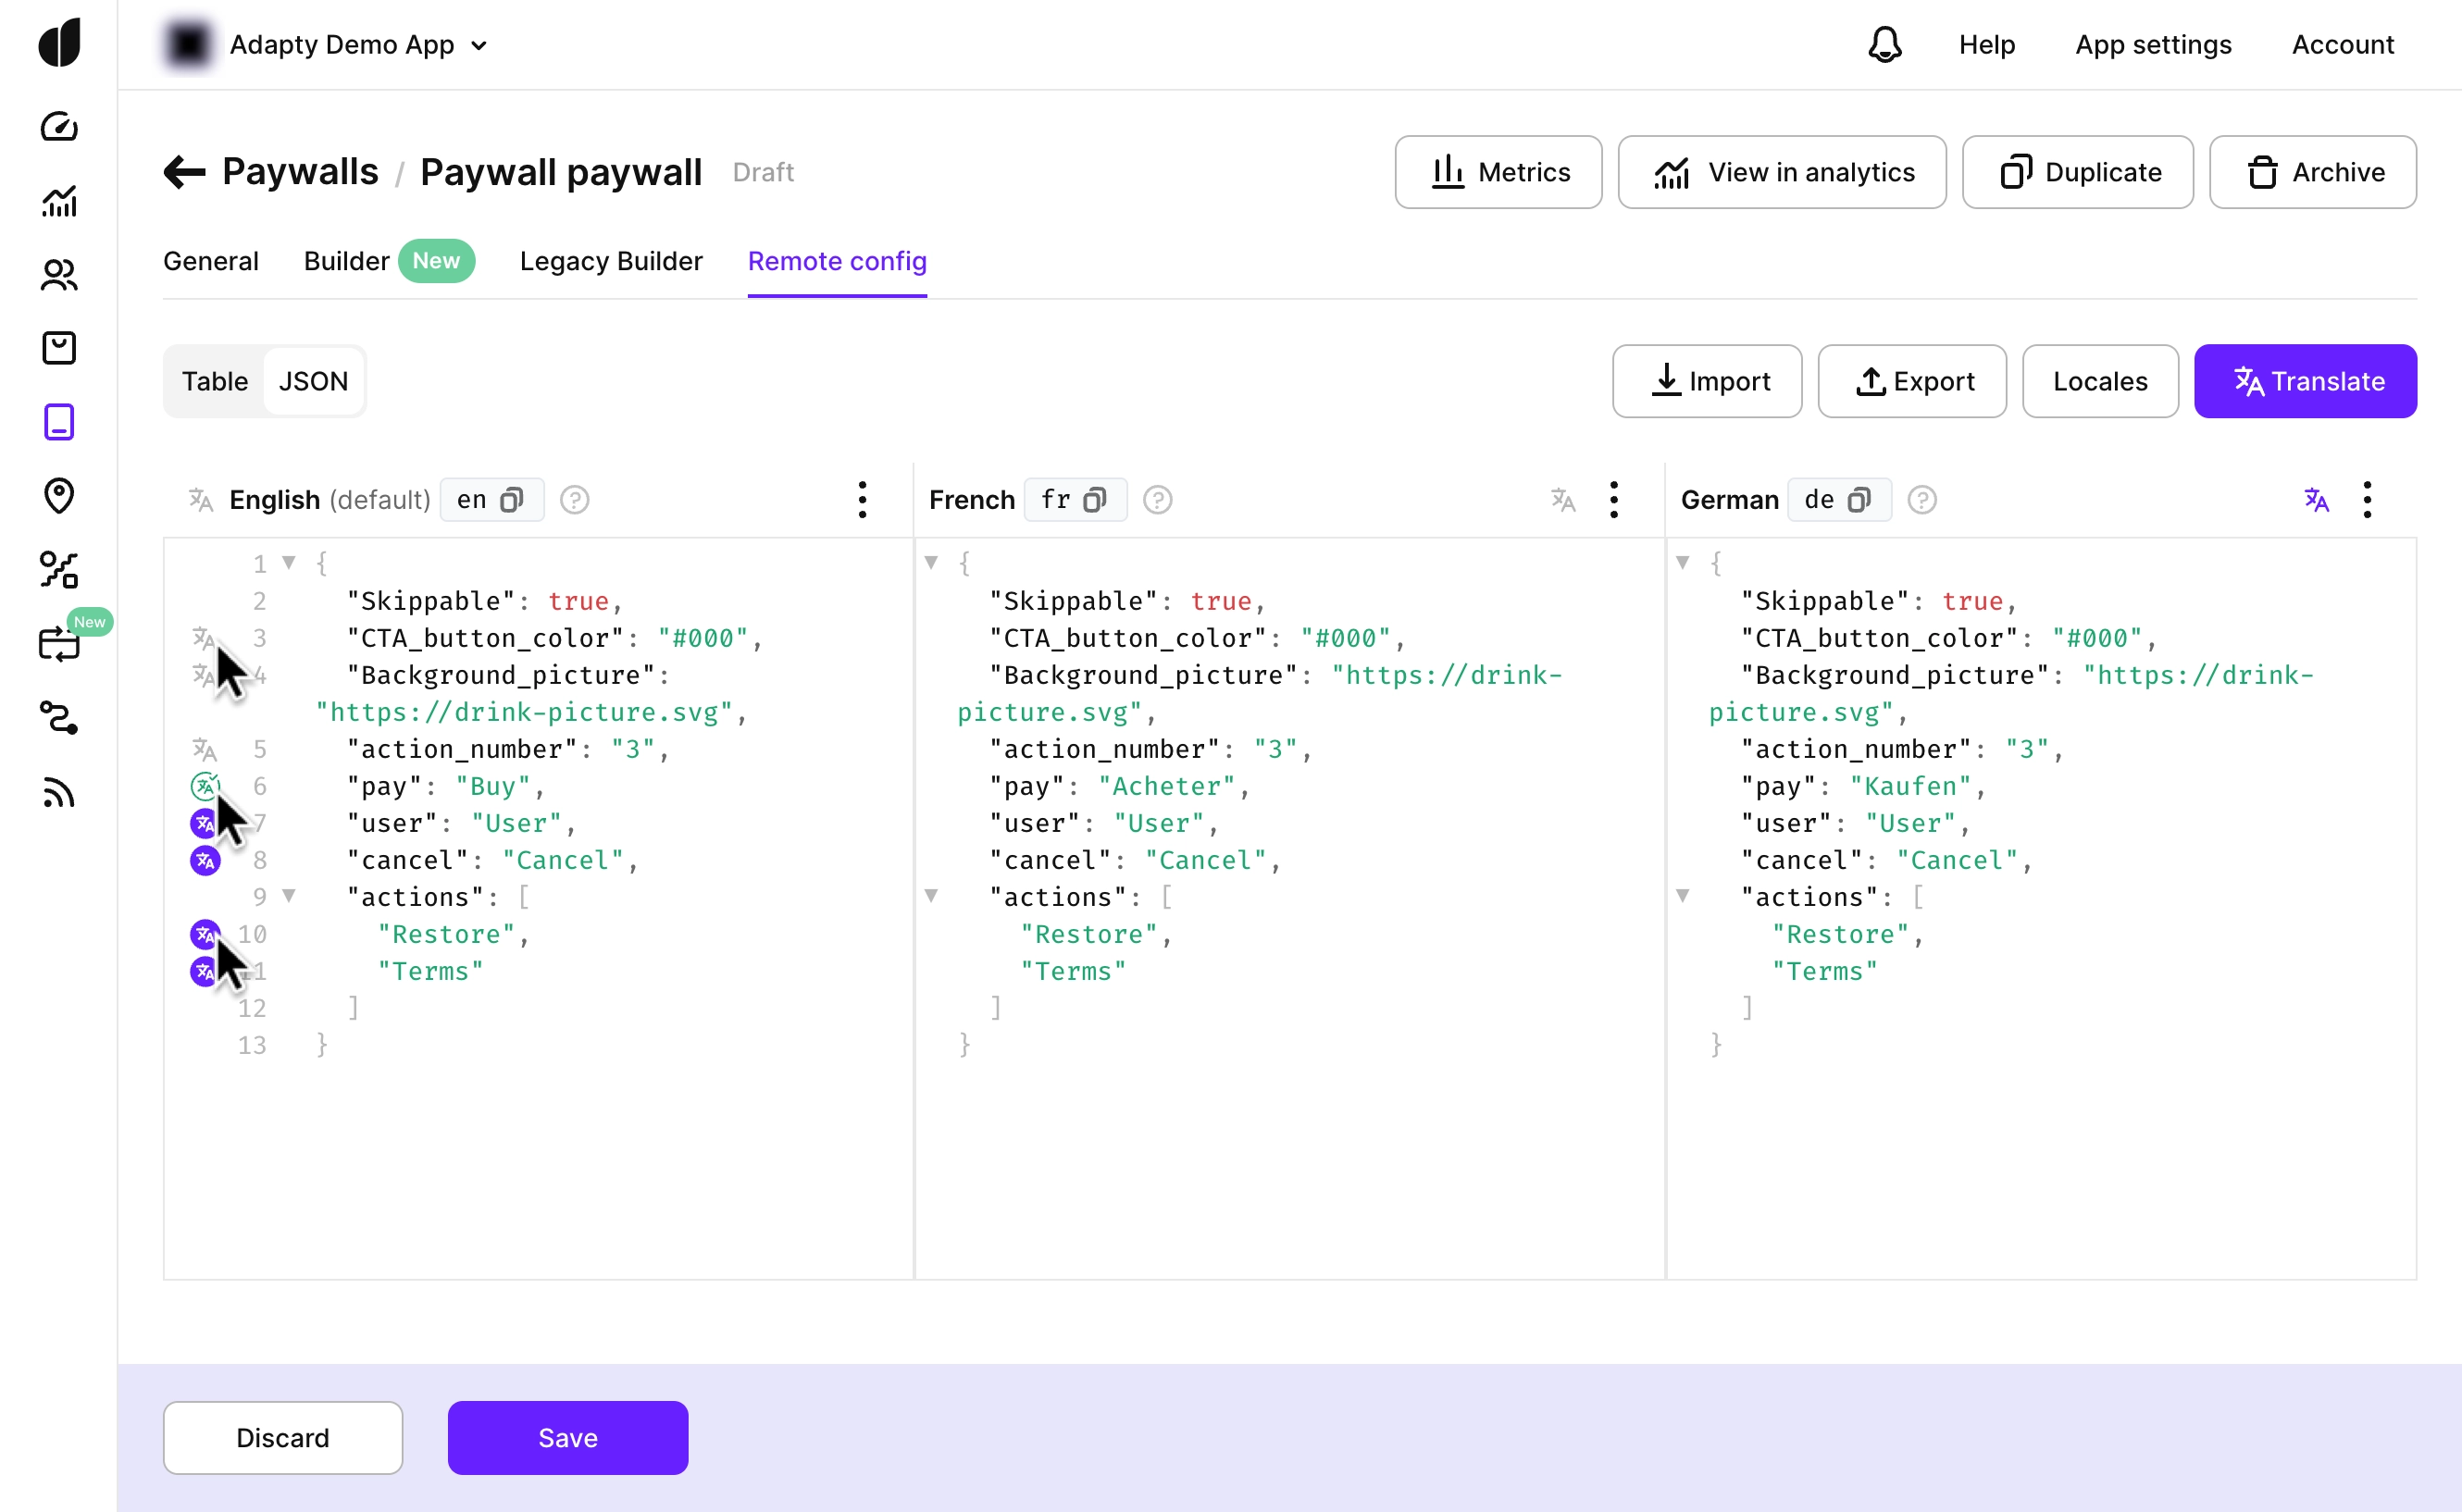 Adapty Demo App
Help
App settings
Account
Paywalls / Paywall paywall
Draft
Metrics
View in analytics
Duplicate
Archive
General
Builder New
Legacy Builder
Remote config
Table
JSON
Import
Export
Locales
Translate
New
English (default) en
1 {
2 "Skippable": true,
3 "CTA_button_color": "#000",
4 "Background_picture":
"https://drink-picture.svg",
5 "action_number": "3",
6 "pay": "Buy",
7 "user": "User",
8 "cancel": "Cancel",
9 "actions": [
10 "Restore",
11 "Terms"
12 ]
13 }
French fr
{
"Skippable": true,
"CTA_button_color": "#000",
"Background_picture": "https://drink-
picture.svg",
"action_number": "3",
"pay": "Acheter",
"user": "User",
"cancel": "Cancel",
"actions": [
"Restore",
"Terms"
]
}
German de
{
"Skippable": true,
"CTA_button_color": "#000",
"Background_picture": "https://drink-
picture.svg",
"action_number": "3",
"pay": "Kaufen",
"user": "User",
"cancel": "Cancel",
"actions": [
"Restore",
"Terms"
]
}
Discard
Save